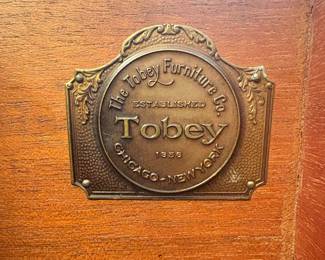 The Tobey Furniture Co.
ESTABLISHED
Tobey
1856
CHICAGO-NEW YORK